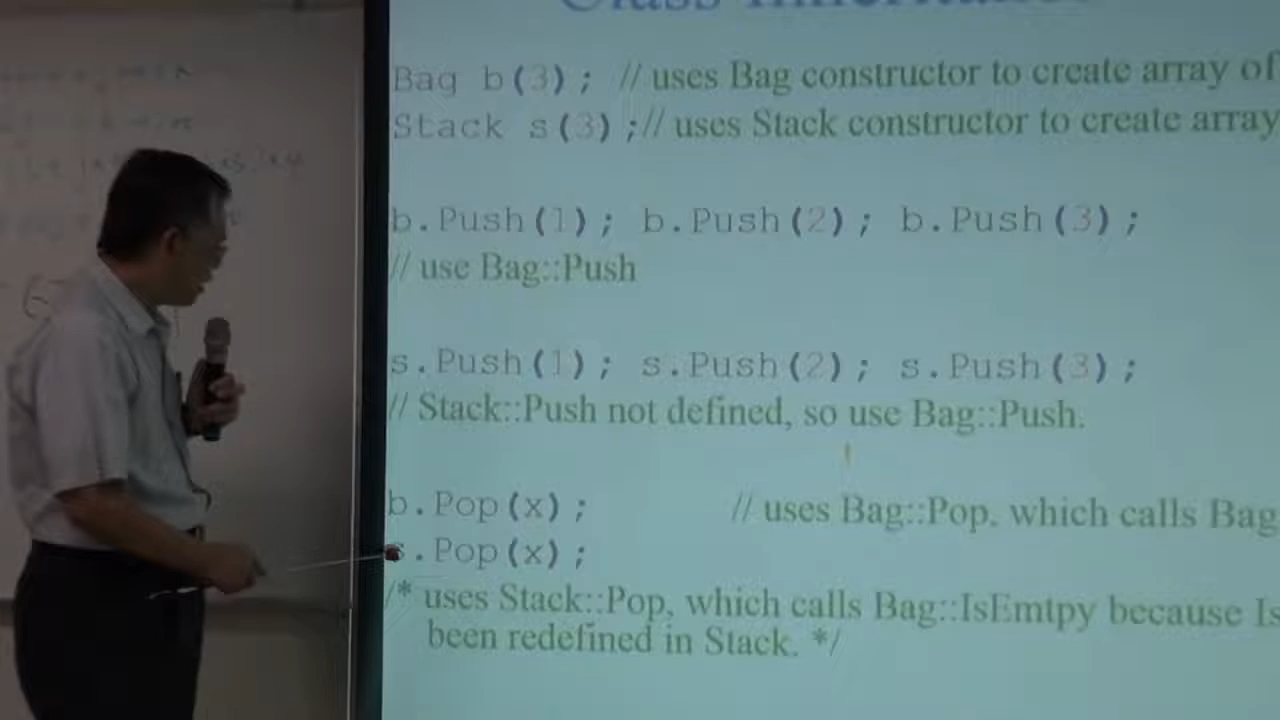 Class Inheritance
Bag b(3); // uses Bag constructor to create array of
Stack s(3);// uses Stack constructor to create array
b.Push(1); b.Push(2); b.Push(3);
// use Bag::Push
s.Push(1); s.Push(2); s.Push(3);
// Stack::Push not defined, so use Bag::Push.
b.Pop(x); // uses Bag::Pop, which calls Bag
s.Pop(x);
/* uses Stack::Pop, which calls Bag::IsEmtpy because Is
been redefined in Stack. */